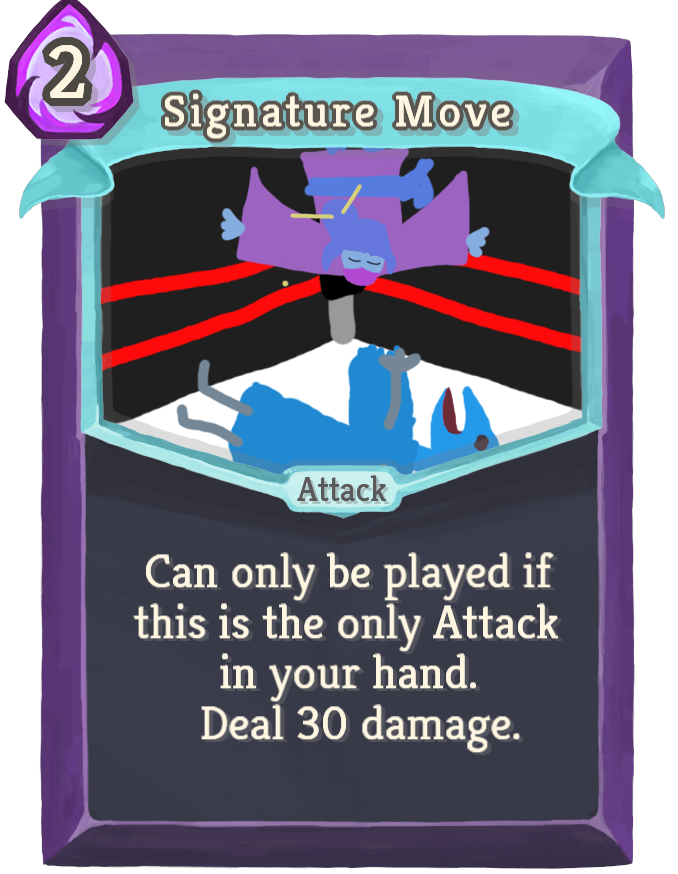 2
Signature Move
Attack
Can only be played if
this is the only Attack
in your hand.
Deal 30 damage.